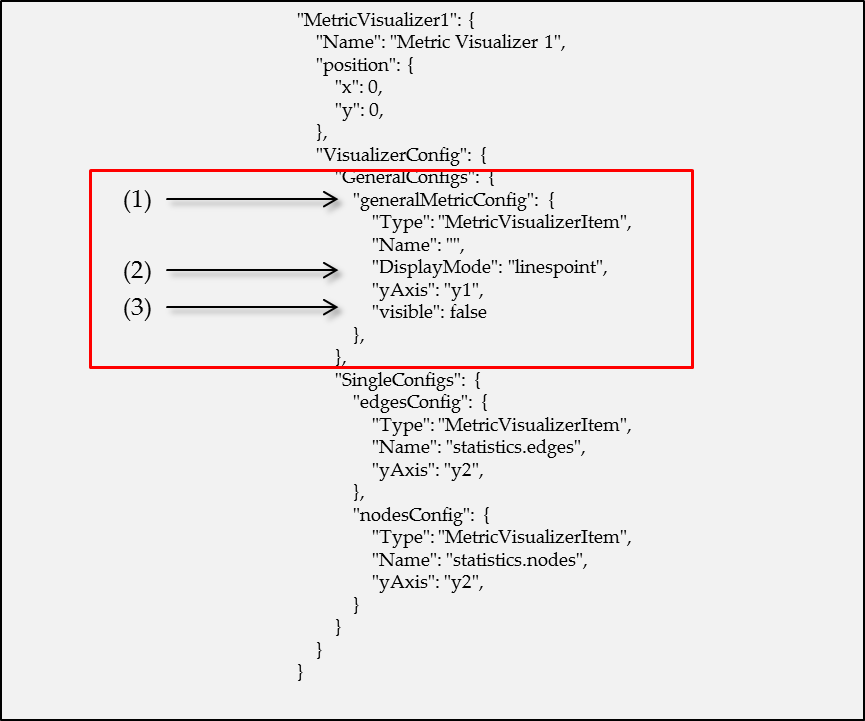 "MetricVisualizer1": {
"Name": "Metric Visualizer 1",
"position": {
"x": 0,
"y": 0,
},
"VisualizerConfig": {
"GeneralConfigs": {
(1) "generalMetricConfig": {
"Type": "MetricVisualizerItem",
"Name": "",
(2) "DisplayMode": "linespoint",
"yAxis": "y1",
(3) "visible": false
},
},
"SingleConfigs": {
"edgesConfig": {
"Type": "MetricVisualizerItem",
"Name": "statistics.edges",
"yAxis": "y2",
},
"nodesConfig": {
"Type": "MetricVisualizerItem",
"Name": "statistics.nodes",
"yAxis": "y2",
}
}
}
}